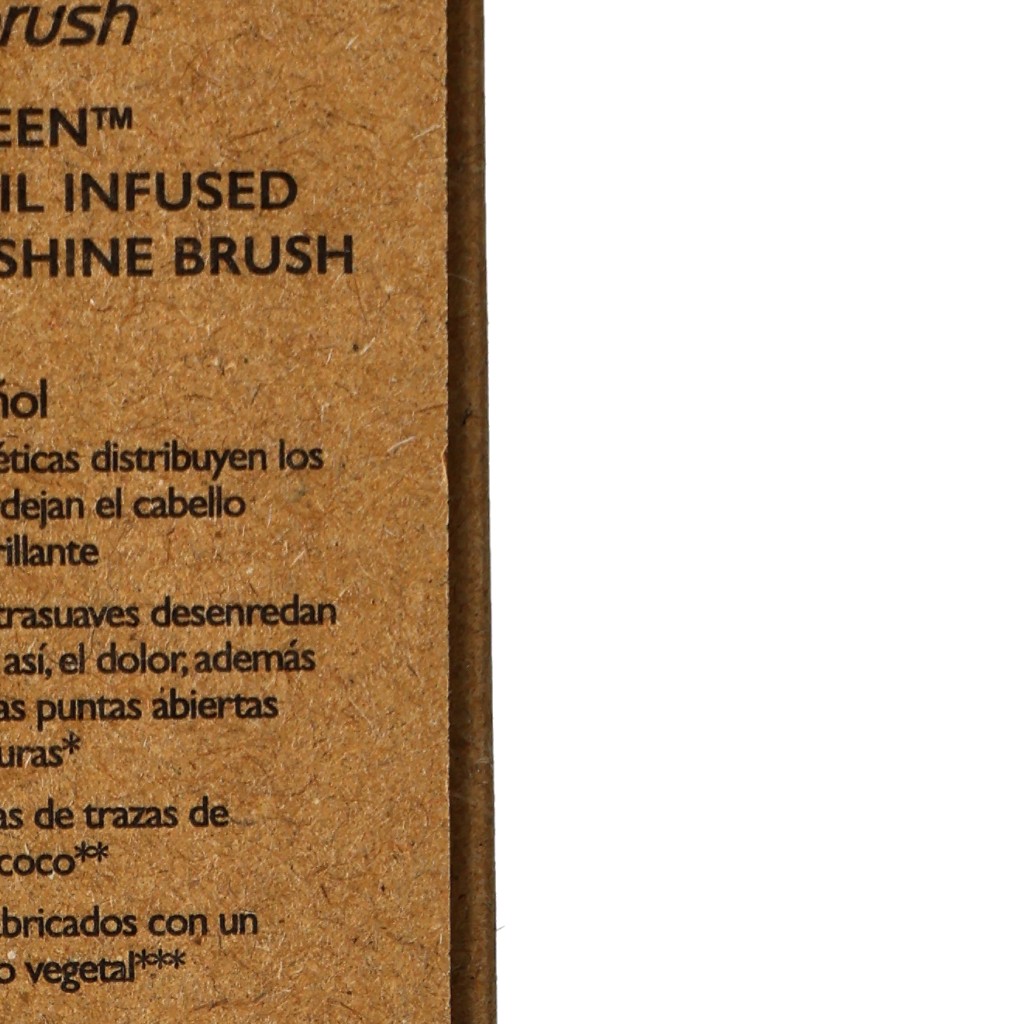 rush
EEN™
IL INFUSED
SHINE BRUSH
ñol
éticas distribuyen los
dejan el cabello
rillante
trasuaves desenredan
así, el dolor, además
as puntas abiertas
uras*
as de trazas de
coco**
abricados con un
o vegetal***